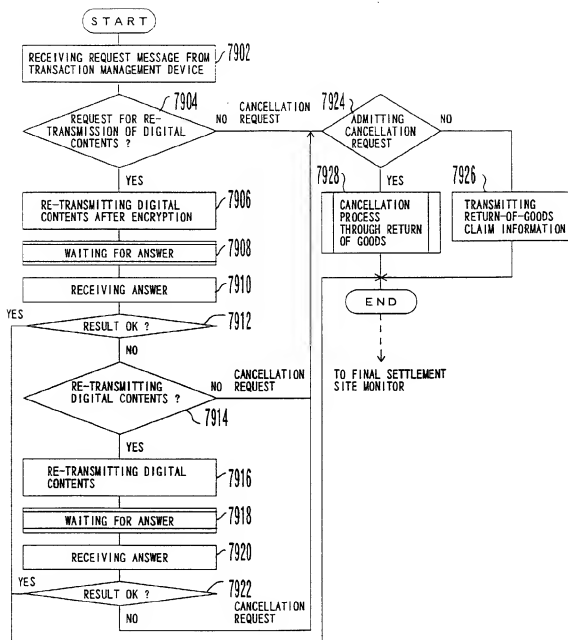 START
RECEIVING REQUEST MESSAGE FROM
TRANSACTION MANAGEMENT DEVICE
7902
7904
REQUEST FOR RE-
TRANSMISSION OF DIGITAL
CONTENTS ?
NO
CANCELLATION
REQUEST
YES
7924
ADMITTING
CANCELLATION
REQUEST
NO
YES
7906
RE-TRANSMITTING DIGITAL
CONTENTS AFTER ENCRYPTION
7928
CANCELLATION
PROCESS
THROUGH RETURN
OF GOODS
7926
TRANSMITTING
RETURN-OF-GOODS
CLAIM INFORMATION
WAITING FOR ANSWER
7908
RECEIVING ANSWER
7910
END
YES
RESULT OK ?
7912
NO
TO FINAL SETTLEMENT
SITE MONITOR
RE-TRANSMITTING
DIGITAL CONTENTS ?
NO
CANCELLATION
REQUEST
7914
YES
RE-TRANSMITTING DIGITAL
CONTENTS
7916
WAITING FOR ANSWER
7918
RECEIVING ANSWER
7920
YES
RESULT OK ?
7922
NO
CANCELLATION
REQUEST